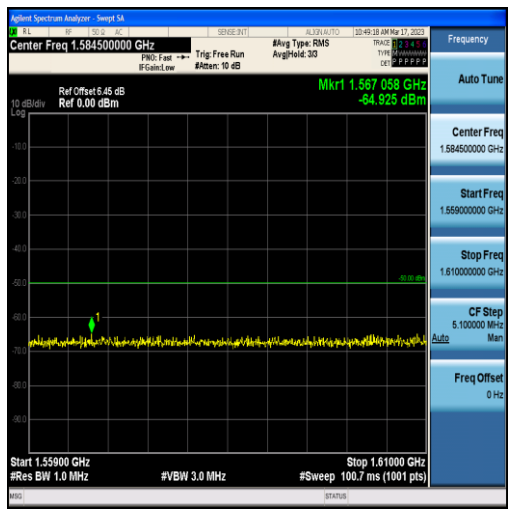 Agilent Spectrum Analyzer - Swept SA
RL RF 50 Ω AC SENSE:INT ALIGN AUTO 10:49:18 AM Mar 17, 2023
Center Freq 1.584500000 GHz
PNO: Fast
IFGain:Low
Trig: Free Run
#Atten: 10 dB
#Avg Type: RMS
Avg|Hold: 3/3
TRACE 1 2 3 4 5 6
TYPE
DET P P P P P P
Ref Offset 6.45 dB
Ref 0.00 dBm
10 dB/div
Log
Mkr1 1.567 058 GHz
-64.925 dBm
-10.0
-20.0
-30.0
-40.0
-50.0
-50.00 dBm
-60.0
1
-70.0
-80.0
-90.0
Start 1.55900 GHz
Stop 1.61000 GHz
#Res BW 1.0 MHz
#VBW 3.0 MHz
#Sweep 100.7 ms (1001 pts)
MSG
STATUS
Frequency
Auto Tune
Center Freq
1.584500000 GHz
Start Freq
1.559000000 GHz
Stop Freq
1.610000000 GHz
CF Step
5.100000 MHz
Auto Man
Freq Offset
0 Hz